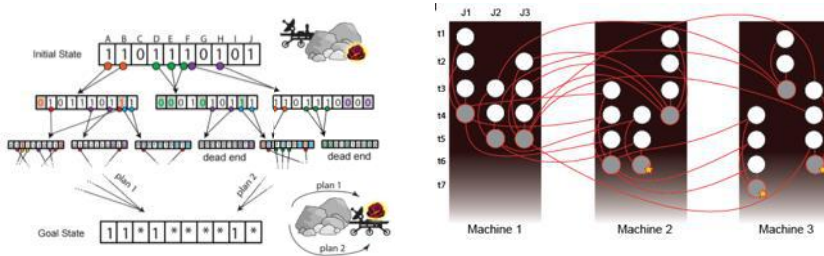 A B C D E F G H I J
Initial State
1 1 0 1 1 1 0 1 0 1
0 1 0 1 1 1 0 1 1 1
0 0 0 1 0 1 0 1 1 1
1 1 0 1 1 1 0 0 0 0
dead end
dead end
plan 1
plan 2
plan 1
Goal State
1 1 * 1 * * * * 1 *
plan 2
J1 J2 J3
t1
t2
t3
t4
t5
t6
t7
Machine 1
Machine 2
Machine 3